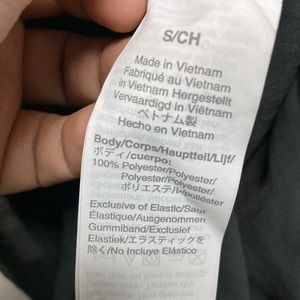 S/CH
Made in Vietnam
Fabriqué au Vietnam
in Vietnam Hergestellt
Vervaardigd in Viëtnam
ベトナム製
Hecho en Vietnam
Body/Corps/Hauptteil/Lijf/
ボディ/cuerpo:
100% Polyester/Polyester/
Polyester/Polyester/
ポリエステル/poliéster
Exclusive of Elastic/Sauf
Élastique/Ausgenommen
Gummiband/Exclusief
Elastiek/エラスティックを
除く/No Incluye Elástico